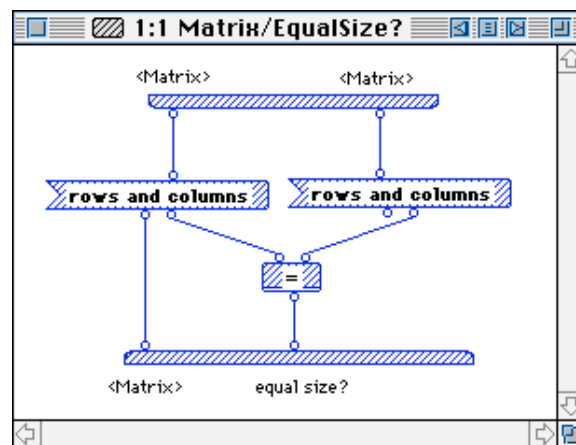 1:1 Matrix/EqualSize?
<Matrix> <Matrix>
rows and columns rows and columns
=
<Matrix> equal size?